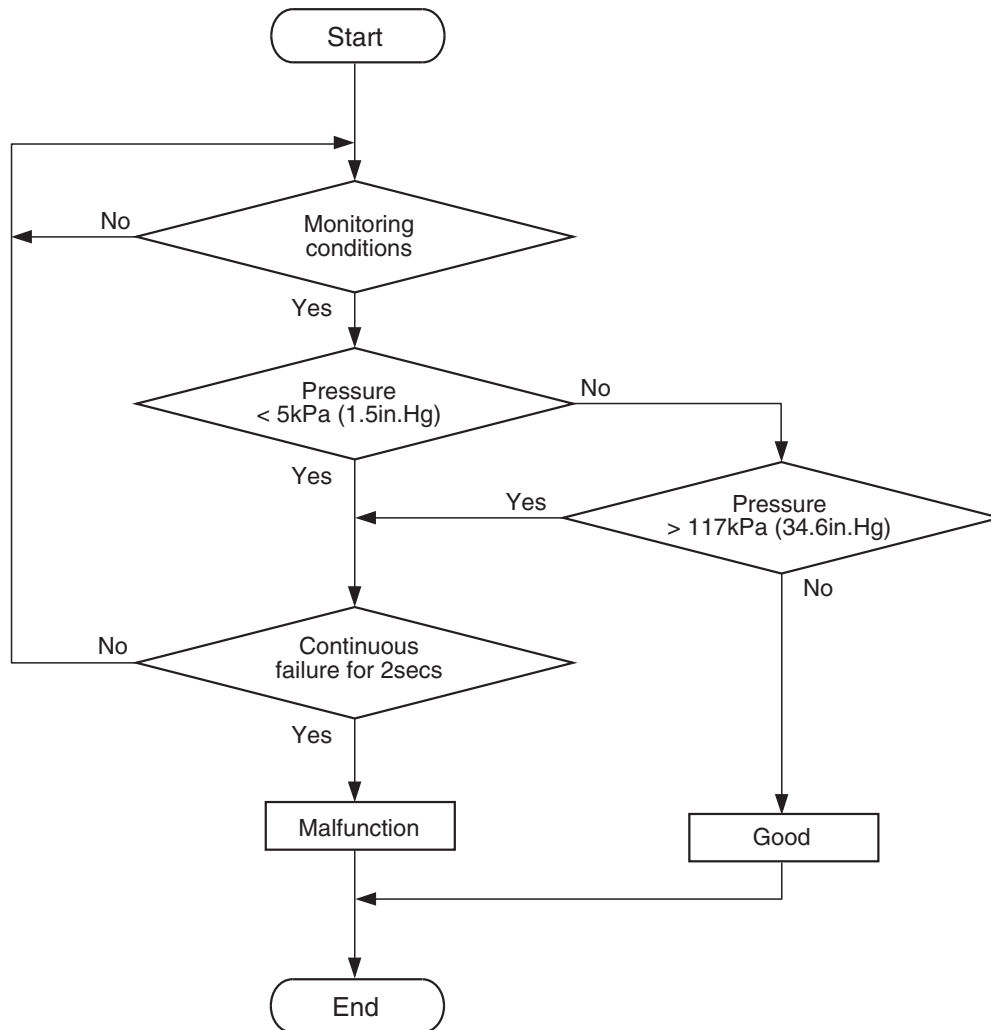 Start
No
Monitoring
conditions
Yes
Pressure
< 5kPa (1.5in.Hg)
No
Yes
Yes
Pressure
> 117kPa (34.6in.Hg)
No
No
Continuous
failure for 2secs
Yes
Malfunction
Good
End